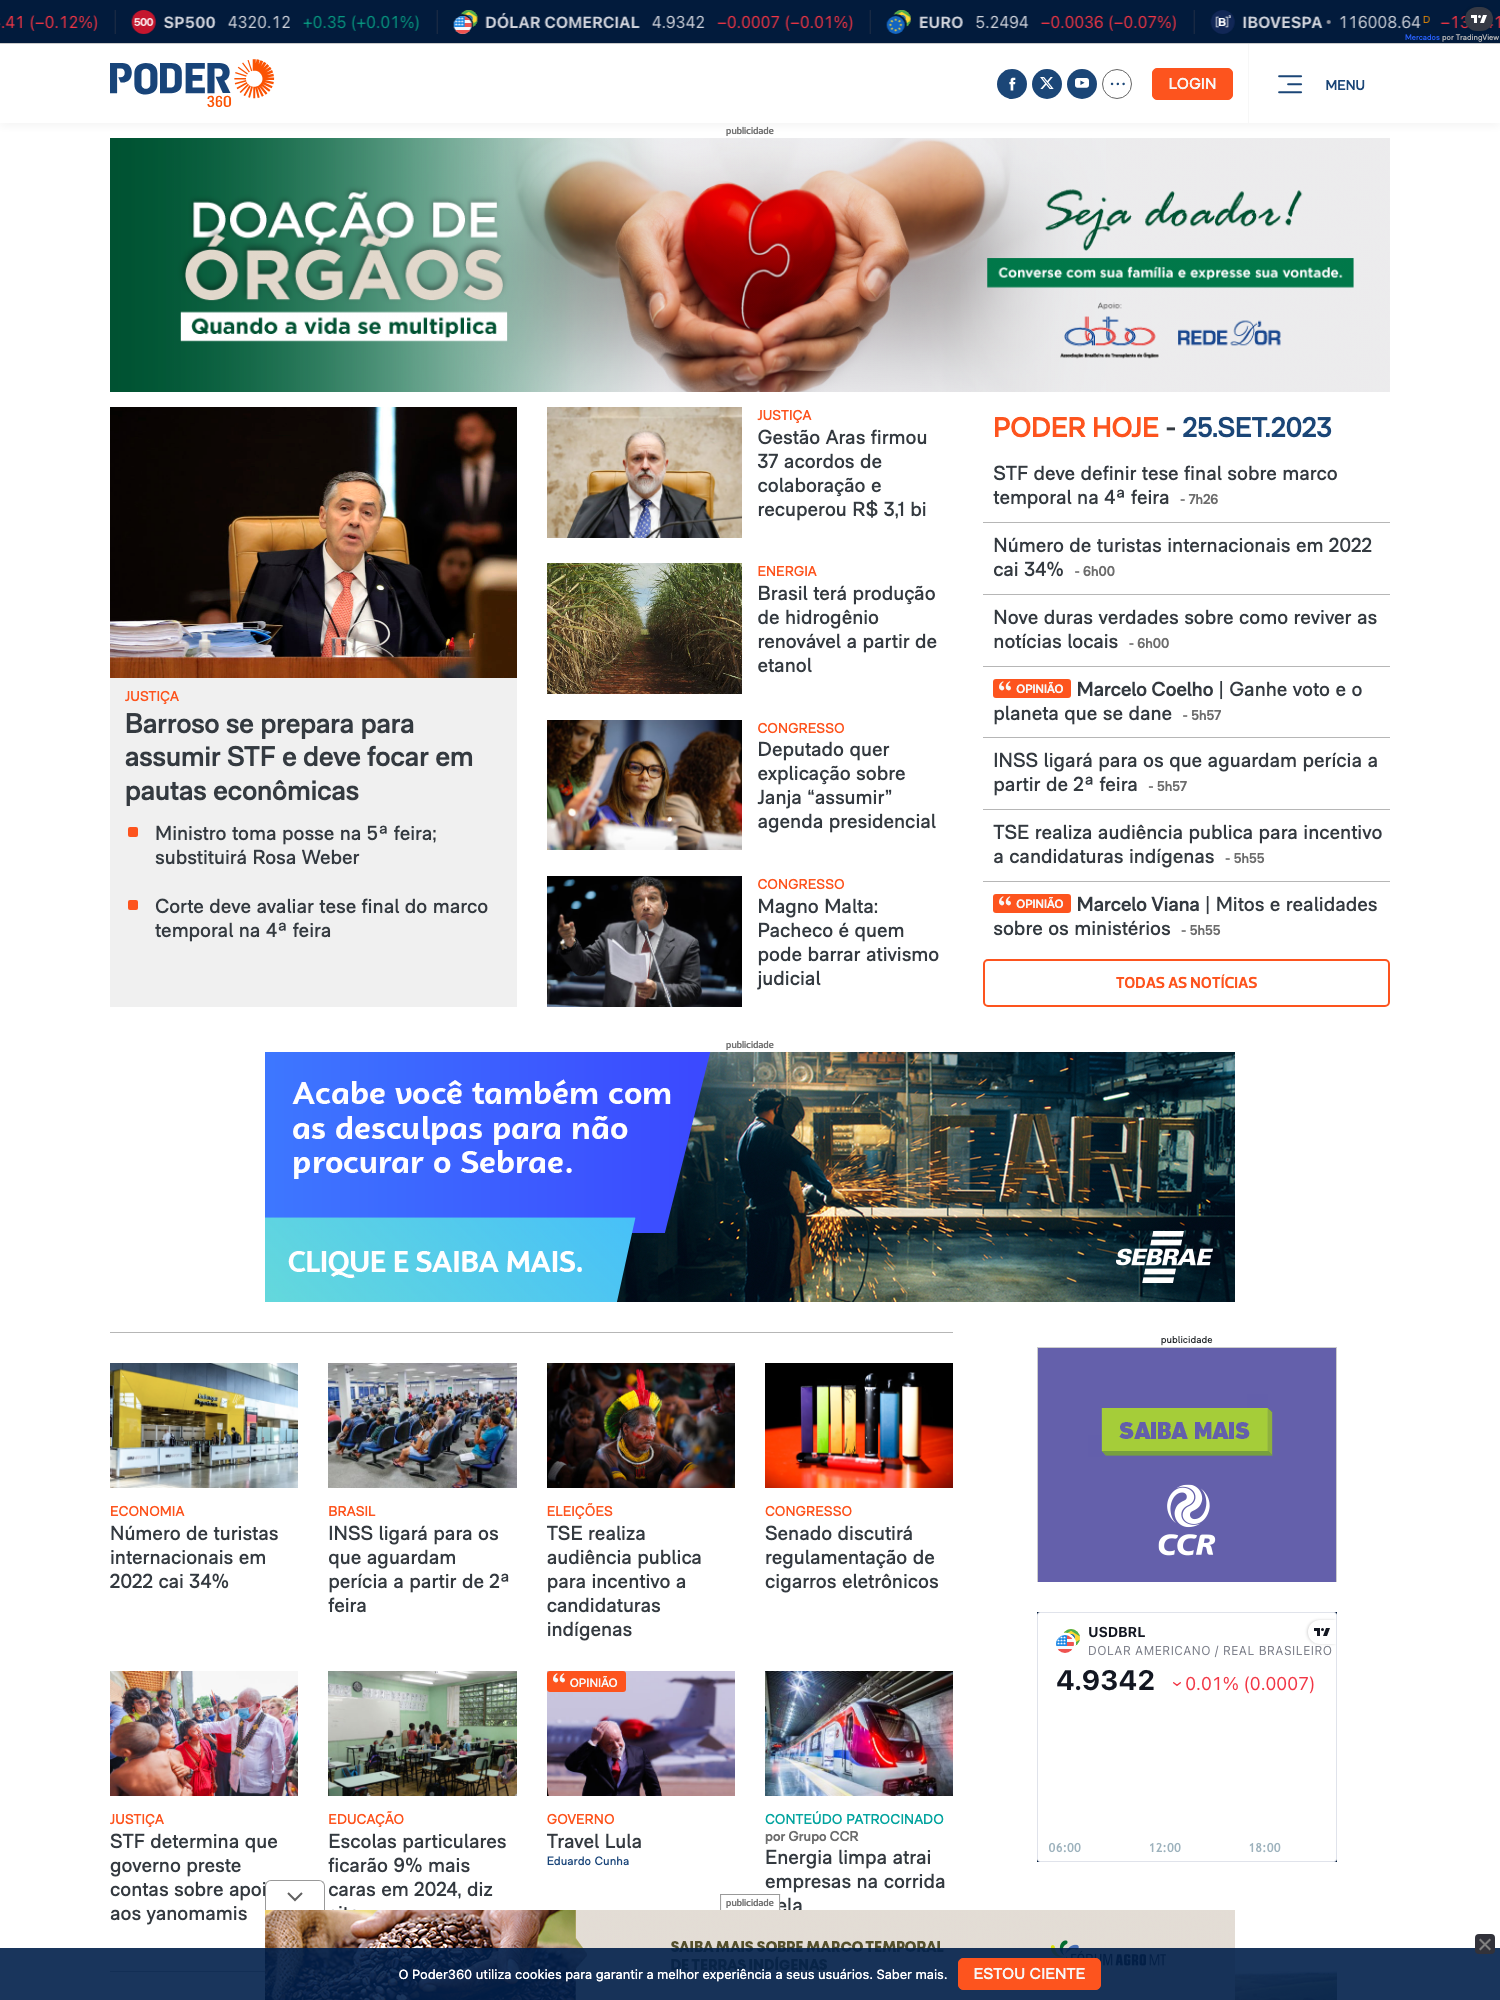 .41 (−0.12%)
SP500 4320.12 +0.35 (+0.01%)
DÓLAR COMERCIAL 4.9342 −0.0007 (−0.01%)
EURO 5.2494 −0.0036 (−0.07%)
IBOVESPA 116008.64 D
Mercados por TradingView
PODER
360
LOGIN
MENU
publicidade
DOAÇÃO DE
ÓRGÃOS
Quando a vida se multiplica
Seja doador!
Converse com sua família e expresse sua vontade.
Apoio:
Associação Brasileira de Transplante de Órgãos
REDE D'OR
JUSTIÇA
Barroso se prepara para
assumir STF e deve focar em
pautas econômicas
Ministro toma posse na 5ª feira;
substituirá Rosa Weber
Corte deve avaliar tese final do marco
temporal na 4ª feira
JUSTIÇA
Gestão Aras firmou
37 acordos de
colaboração e
recuperou R$ 3,1 bi
ENERGIA
Brasil terá produção
de hidrogênio
renovável a partir de
etanol
CONGRESSO
Deputado quer
explicação sobre
Janja “assumir”
agenda presidencial
CONGRESSO
Magno Malta:
Pacheco é quem
pode barrar ativismo
judicial
PODER HOJE - 25.SET.2023
STF deve definir tese final sobre marco
temporal na 4ª feira - 7h26
Número de turistas internacionais em 2022
cai 34% - 6h00
Nove duras verdades sobre como reviver as
notícias locais - 6h00
OPINIÃO Marcelo Coelho | Ganhe voto e o
planeta que se dane - 5h57
INSS ligará para os que aguardam perícia a
partir de 2ª feira - 5h57
TSE realiza audiência publica para incentivo
a candidaturas indígenas - 5h55
OPINIÃO Marcelo Viana | Mitos e realidades
sobre os ministérios - 5h55
TODAS AS NOTÍCIAS
publicidade
Acabe você também com
as desculpas para não
procurar o Sebrae.
CLIQUE E SAIBA MAIS.
SEBRAE
ECONOMIA
Número de turistas
internacionais em
2022 cai 34%
BRASIL
INSS ligará para os
que aguardam
perícia a partir de 2ª
feira
ELEIÇÕES
TSE realiza
audiência publica
para incentivo a
candidaturas
indígenas
CONGRESSO
Senado discutirá
regulamentação de
cigarros eletrônicos
publicidade
SAIBA MAIS
CCR
USDBRL
DOLAR AMERICANO / REAL BRASILEIRO
4.9342 0.01% (0.0007)
06:00 12:00 18:00
JUSTIÇA
STF determina que
governo preste
contas sobre apoi
aos yanomamis
EDUCAÇÃO
Escolas particulares
ficarão 9% mais
caras em 2024, diz
OPINIÃO
GOVERNO
Travel Lula
Eduardo Cunha
CONTEÚDO PATROCINADO
por Grupo CCR
Energia limpa atrai
empresas na corrida
pela
publicidade
SAIBA MAIS SOBRE MARCO TEMPORAL
DE TERRAS INDÍGENAS
FORUM AGRO MT
O Poder360 utiliza cookies para garantir a melhor experiência a seus usuários. Saber mais.
ESTOU CIENTE